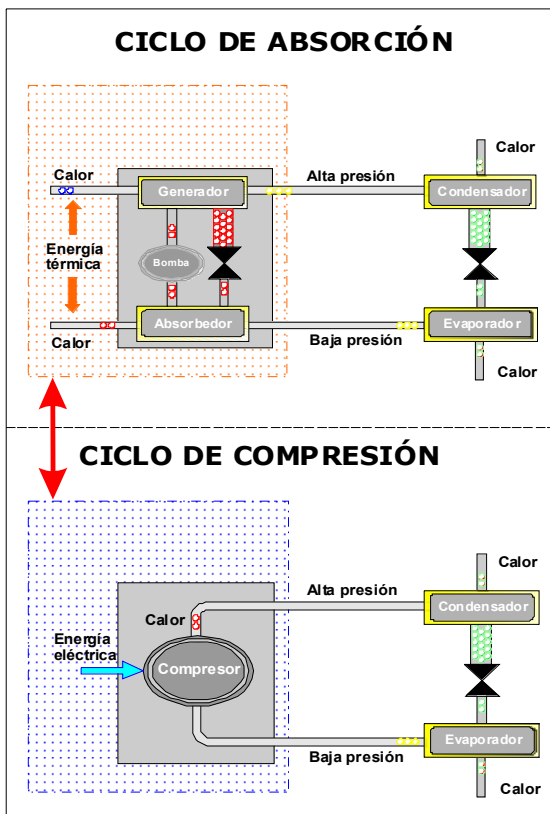 CICLO DE ABSORCIÓN
Calor
Calor
Alta presión
Generador
Condensador
Energía
térmica
Bomba
Absorbedor
Evaporador
Calor
Baja presión
Calor
CICLO DE COMPRESIÓN
Calor
Alta presión
Condensador
Calor
Energía
eléctrica
Compresor
Evaporador
Baja presión
Calor